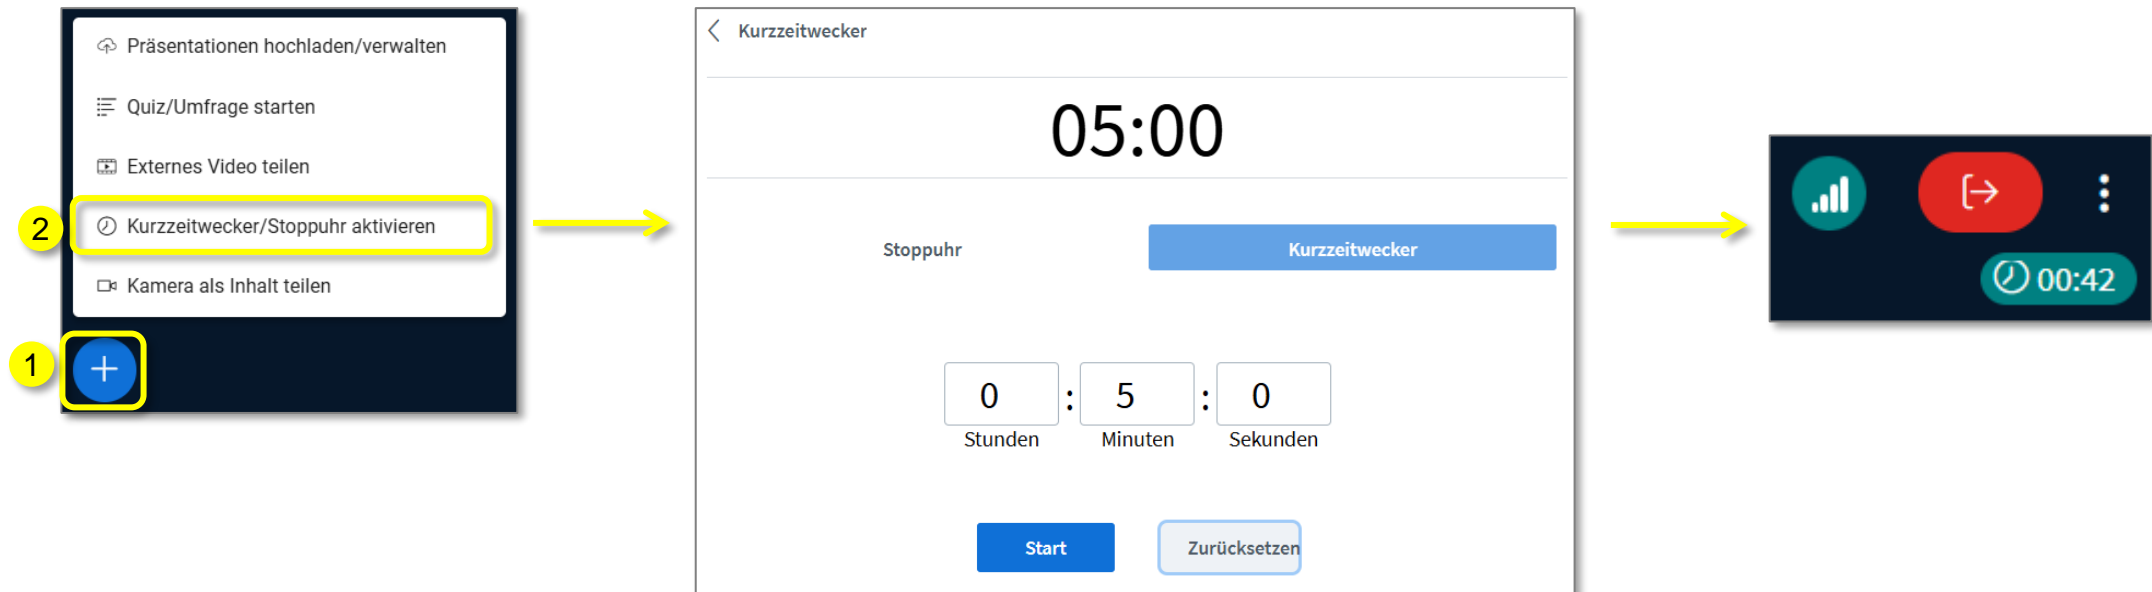 Präsentationen hochladen/verwalten
Quiz/Umfrage starten
Externes Video teilen
2
Kurzzeitwecker/Stoppuhr aktivieren
Kamera als Inhalt teilen
1
Kurzzeitwecker
05:00
Stoppuhr
Kurzzeitwecker
0 : 5 : 0
Stunden Minuten Sekunden
Start
Zurücksetzen
00:42